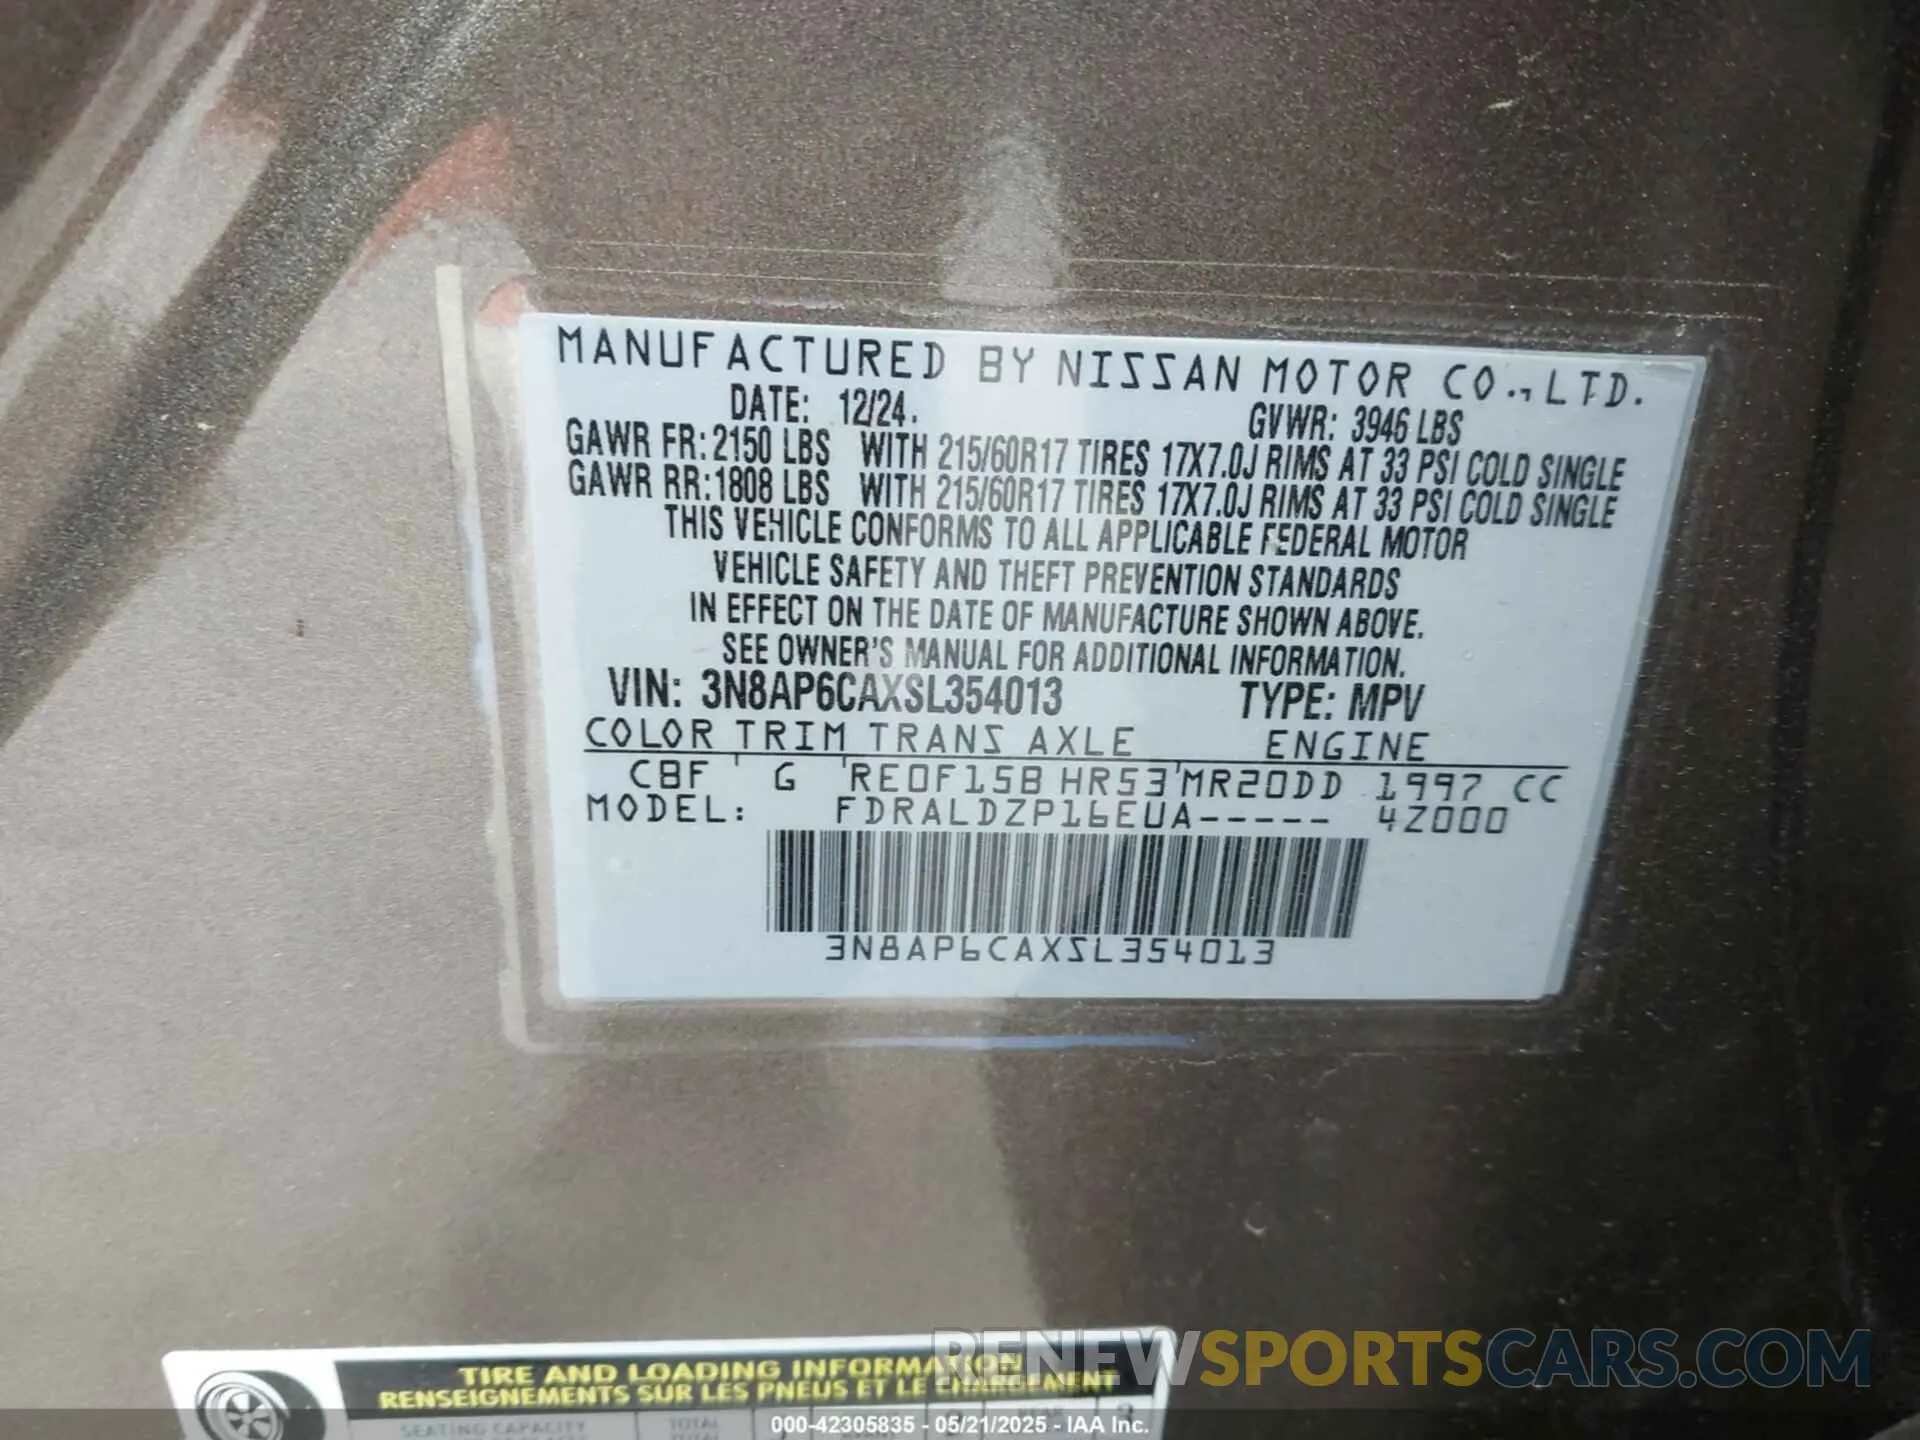 MANUFACTURED BY NISSAN MOTOR CO., LTD.
DATE: 12/24. GVWR: 3946 LBS
GAWR FR: 2150 LBS WITH 215/60R17 TIRES 17X7.0J RIMS AT 33 PSI COLD SINGLE
GAWR RR: 1808 LBS WITH 215/60R17 TIRES 17X7.0J RIMS AT 33 PSI COLD SINGLE
THIS VEHICLE CONFORMS TO ALL APPLICABLE FEDERAL MOTOR
VEHICLE SAFETY AND THEFT PREVENTION STANDARDS
IN EFFECT ON THE DATE OF MANUFACTURE SHOWN ABOVE.
SEE OWNER'S MANUAL FOR ADDITIONAL INFORMATION.
VIN: 3N8AP6CAXSL354013 TYPE: MPV
COLOR TRIM TRANS AXLE ENGINE
CBF G RE0F15B HR53 MR20DD 1997 CC
MODEL: FDRALDZP16EUA----- 4Z000
3N8AP6CAXSL354013
TIRE AND LOADING INFORMATION
RENSEIGNEMENTS SUR LES PNEUS ET LE CHARGEMENT
SEATING CAPACITY TOTAL
RENEWSPORTSCARS.COM
000-42305835 - 05/21/2025 - IAA Inc.